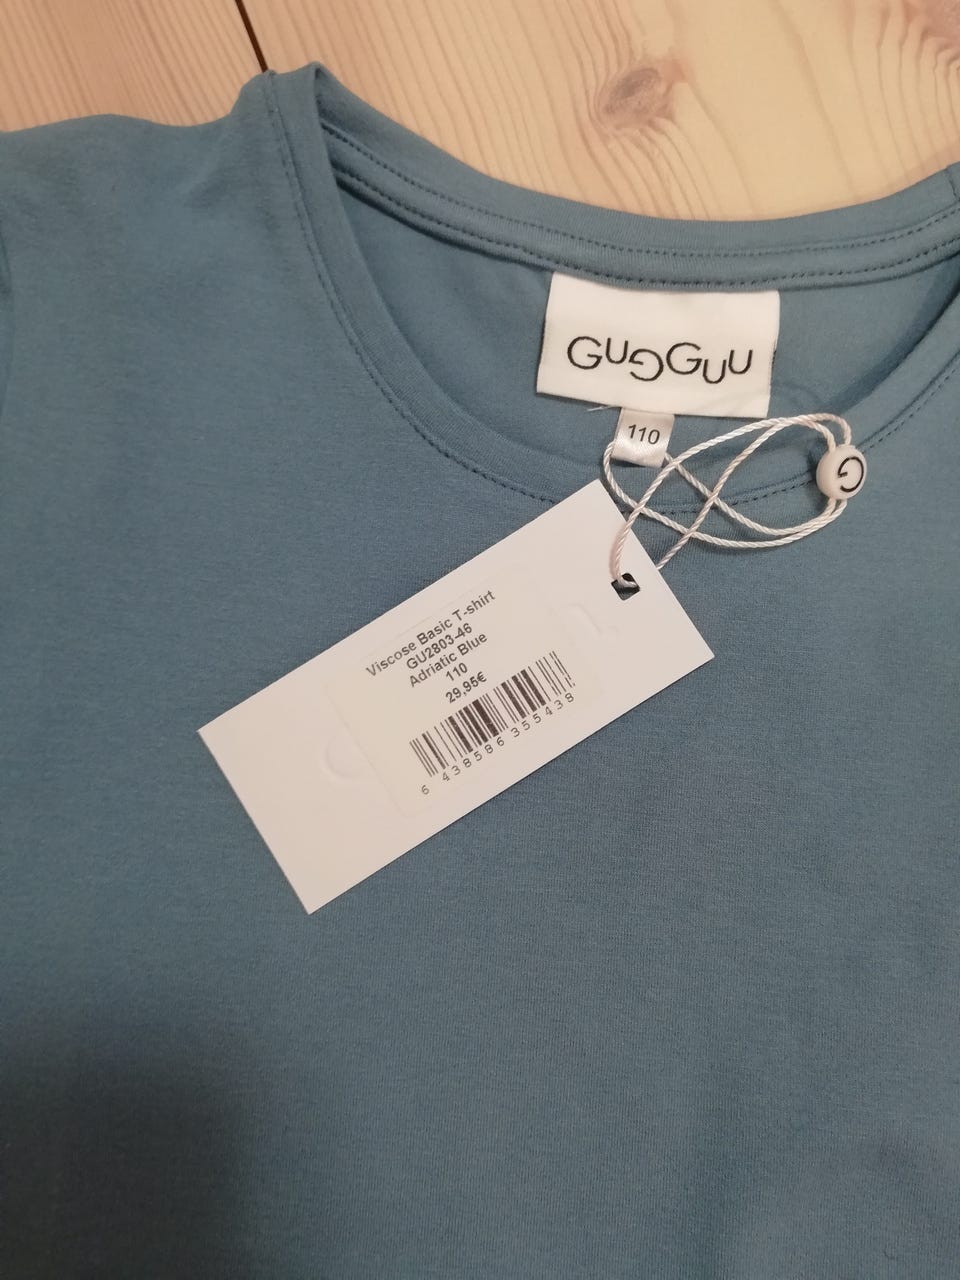 GUGGUU
110
G
Viscose Basic T-shirt
GU2803-46
Adriatic Blue
110
29,95€
6 438586 355438